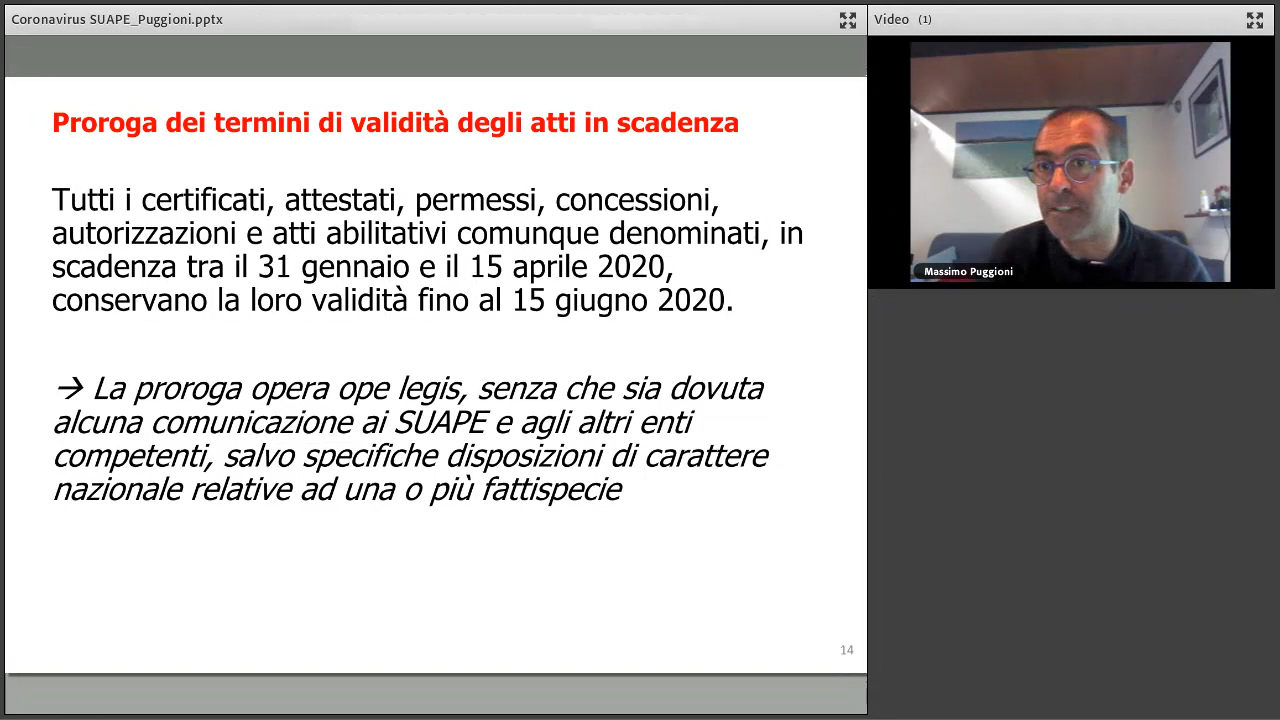 Coronavirus SUAPE_Puggioni.pptx
Video (1)
Proroga dei termini di validità degli atti in scadenza
Tutti i certificati, attestati, permessi, concessioni,
autorizzazioni e atti abilitativi comunque denominati, in
scadenza tra il 31 gennaio e il 15 aprile 2020,
conservano la loro validità fino al 15 giugno 2020.
→ La proroga opera ope legis, senza che sia dovuta
alcuna comunicazione ai SUAPE e agli altri enti
competenti, salvo specifiche disposizioni di carattere
nazionale relative ad una o più fattispecie
14
Massimo Puggioni